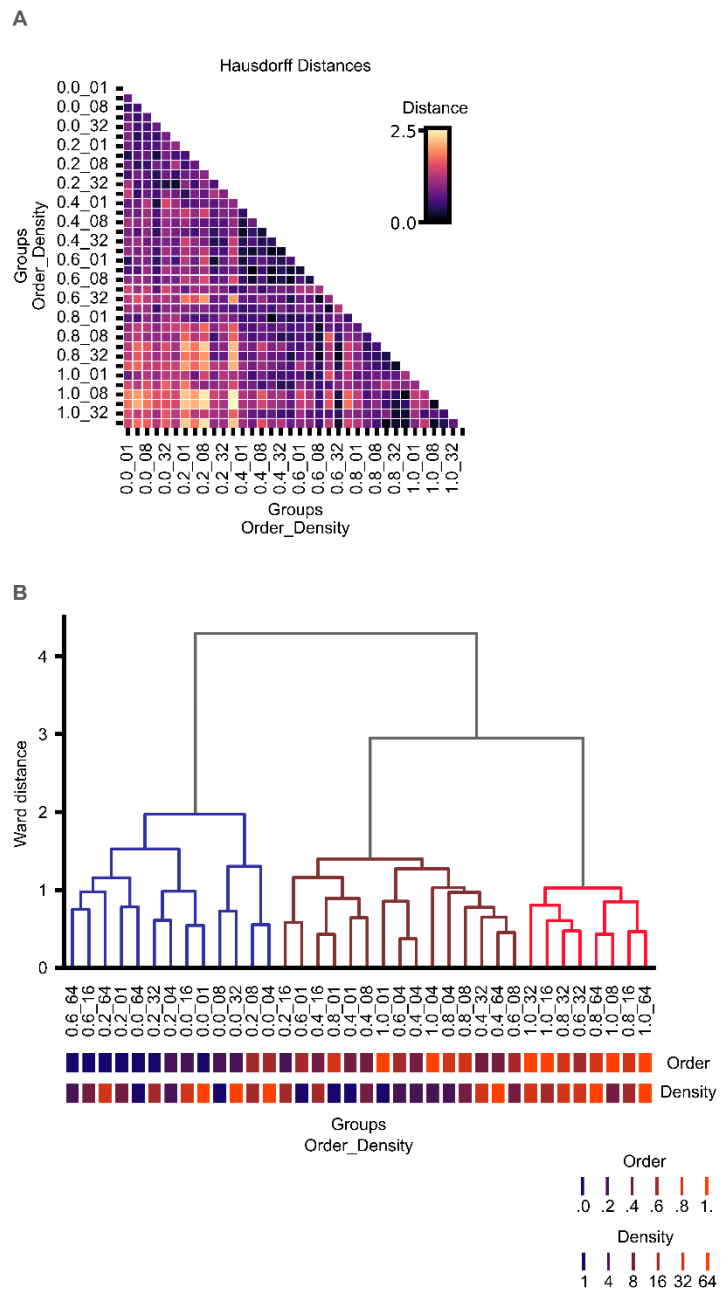 A
Hausdorff Distances
Distance
2.5
0.0
0.0_01
0.0_08
0.0_32
0.2_01
0.2_08
0.2_32
0.4_01
0.4_08
0.4_32
0.6_01
0.6_08
0.6_32
0.8_01
0.8_08
0.8_32
1.0_01
1.0_08
1.0_32
Groups
Order_Density
0.0_01 0.0_08 0.0_32 0.2_01 0.2_08 0.2_32 0.4_01 0.4_08 0.4_32 0.6_01 0.6_08 0.6_32 0.8_01 0.8_08 0.8_32 1.0_01 1.0_08 1.0_32
Groups
Order_Density
B
Ward distance
4
3
2
1
0
0.6_64 0.6_16 0.2_64 0.2_01 0.0_64 0.2_32 0.2_04 0.0_16 0.0_01 0.0_08 0.0_32 0.2_08 0.0_04 0.2_16 0.6_01 0.4_16 0.8_01 0.4_01 0.4_08 1.0_01 0.6_04 0.4_04 1.0_04 0.8_04 0.8_08 0.4_32 0.4_64 0.6_08 1.0_32 1.0_16 0.8_32 0.6_32 0.8_64 1.0_08 0.8_16 1.0_64
Order
Density
Groups
Order_Density
Order
.0 .2 .4 .6 .8 1.
Density
1 4 8 16 32 64